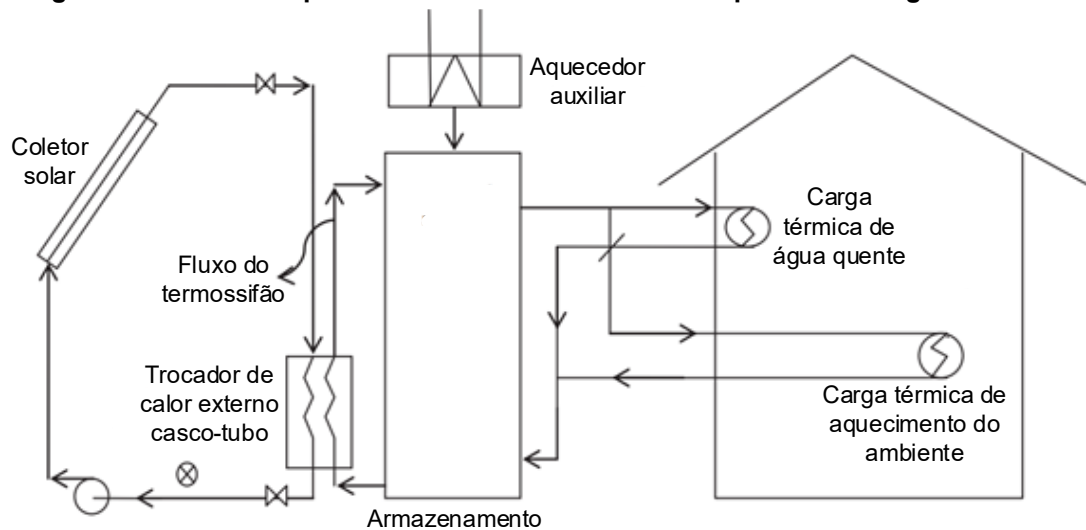 Aquecedor
auxiliar
Coletor
solar
Carga
térmica de
água quente
Fluxo do
termossifão
Trocador de
calor externo
casco-tubo
Carga térmica de
aquecimento do
ambiente
Armazenamento